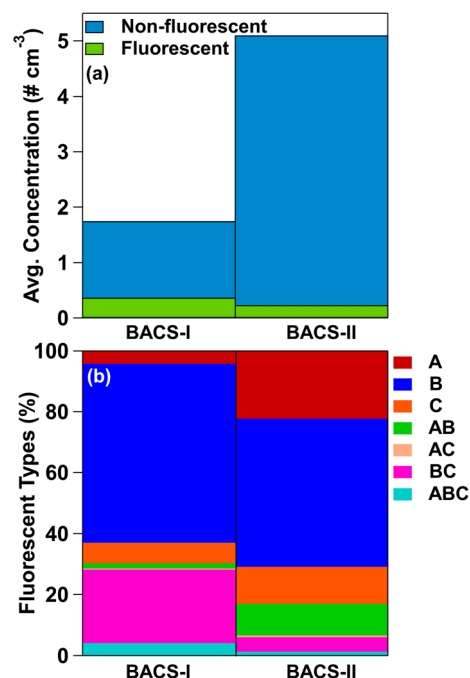 Non-fluorescent
Fluorescent
(a)
Avg. Concentration (# cm⁻³)
5
4
3
2
1
0
BACS-I BACS-II
(b)
Fluorescent Types (%)
100
80
60
40
20
0
A
B
C
AB
AC
BC
ABC
BACS-I BACS-II